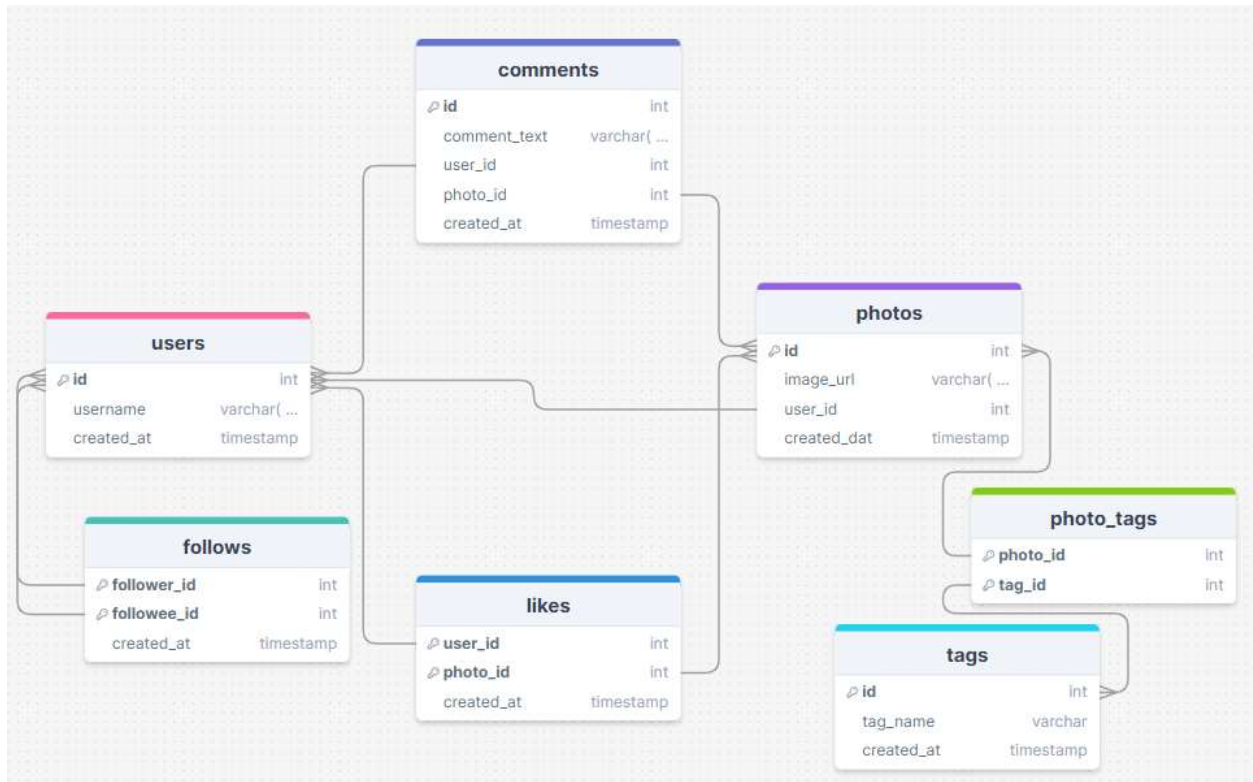 comments
id int
comment_text varchar( ...
user_id int
photo_id int
created_at timestamp
photos
id int
image_url varchar( ...
user_id int
created_dat timestamp
users
id int
username varchar( ...
created_at timestamp
photo_tags
photo_id int
tag_id int
follows
follower_id int
followee_id int
created_at timestamp
likes
user_id int
photo_id int
created_at timestamp
tags
id int
tag_name varchar
created_at timestamp